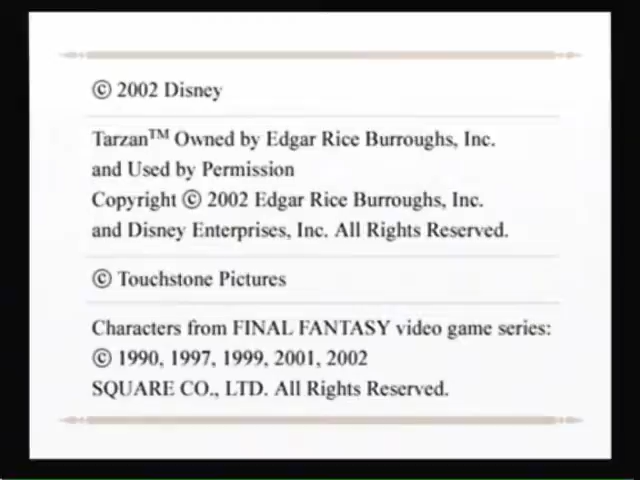 © 2002 Disney
Tarzan™ Owned by Edgar Rice Burroughs, Inc.
and Used by Permission
Copyright © 2002 Edgar Rice Burroughs, Inc.
and Disney Enterprises, Inc. All Rights Reserved.
© Touchstone Pictures
Characters from FINAL FANTASY video game series:
© 1990, 1997, 1999, 2001, 2002
SQUARE CO., LTD. All Rights Reserved.